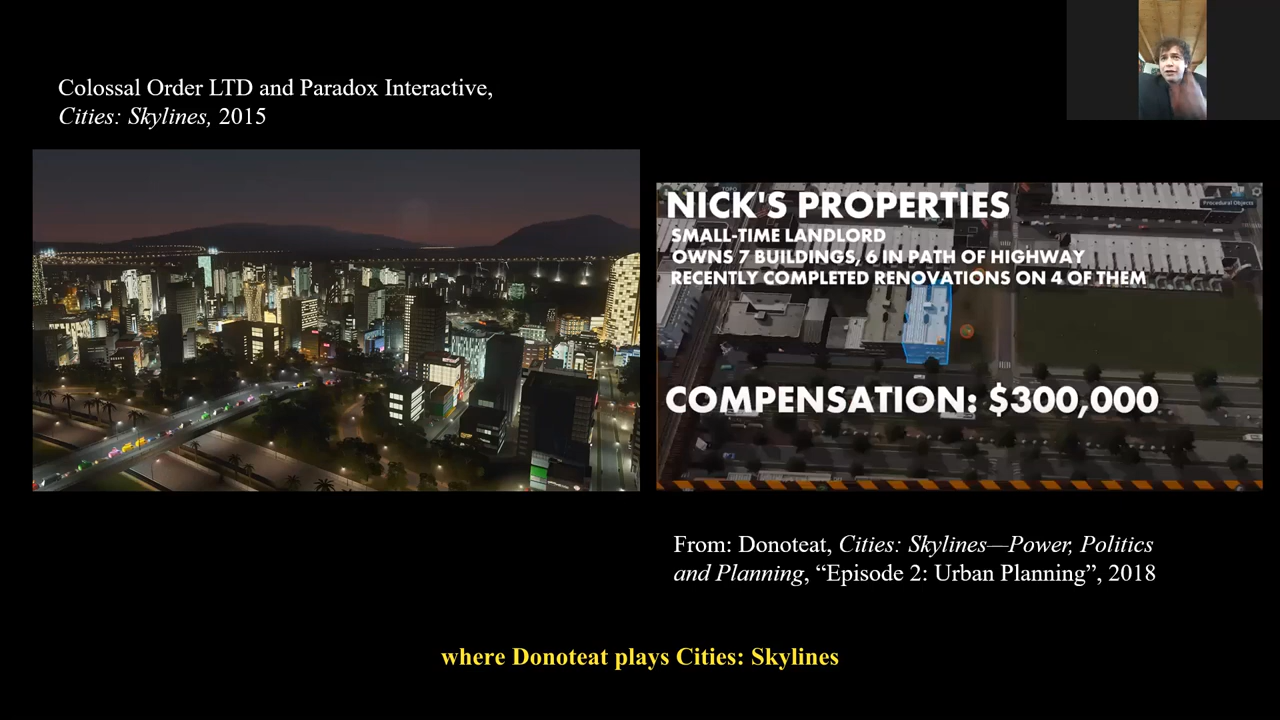 Colossal Order LTD and Paradox Interactive,
Cities: Skylines, 2015
NICK'S PROPERTIES
SMALL-TIME LANDLORD
OWNS 7 BUILDINGS, 6 IN PATH OF HIGHWAY
RECENTLY COMPLETED RENOVATIONS ON 4 OF THEM
COMPENSATION: $300,000
Procedural Objects
From: Donoteat, Cities: Skylines—Power, Politics
and Planning, “Episode 2: Urban Planning”, 2018
where Donoteat plays Cities: Skylines